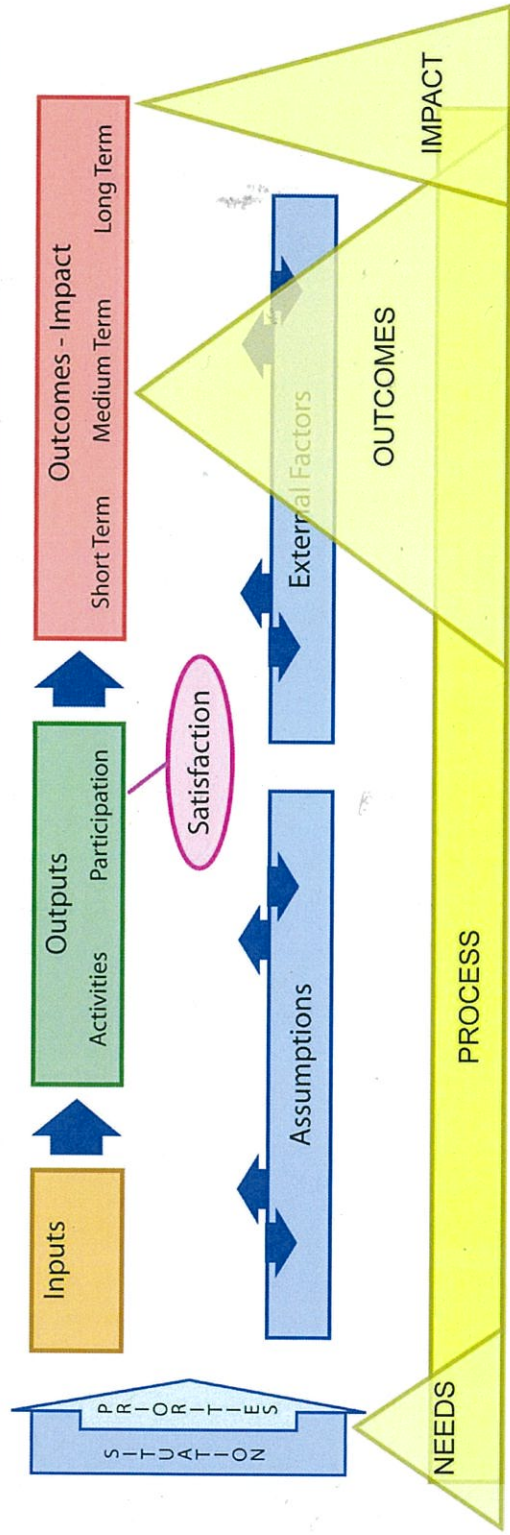 SITUATION
PRIORITIES
Inputs
Outputs
Activities Participation
Outcomes - Impact
Short Term Medium Term Long Term
Satisfaction
Assumptions
External Factors
NEEDS
PROCESS
OUTCOMES
IMPACT